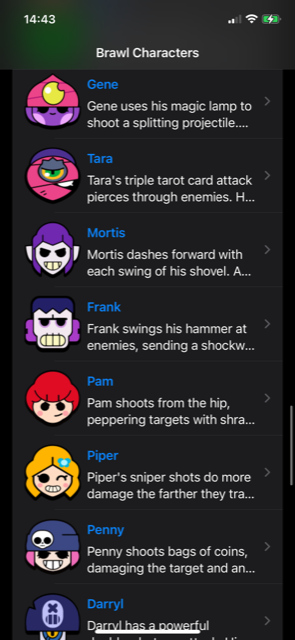 14:43
Brawl Characters
Gene
Gene uses his magic lamp to
shoot a splitting projectile....
Tara
Tara's triple tarot card attack
pierces through enemies. H...
Mortis
Mortis dashes forward with
each swing of his shovel. A...
Frank
Frank swings his hammer at
enemies, sending a shockw...
Pam
Pam shoots from the hip,
peppering targets with shra...
Piper
Piper's sniper shots do more
damage the farther they tra...
Penny
Penny shoots bags of coins,
damaging the target and an...
Darryl
Darryl has a powerful